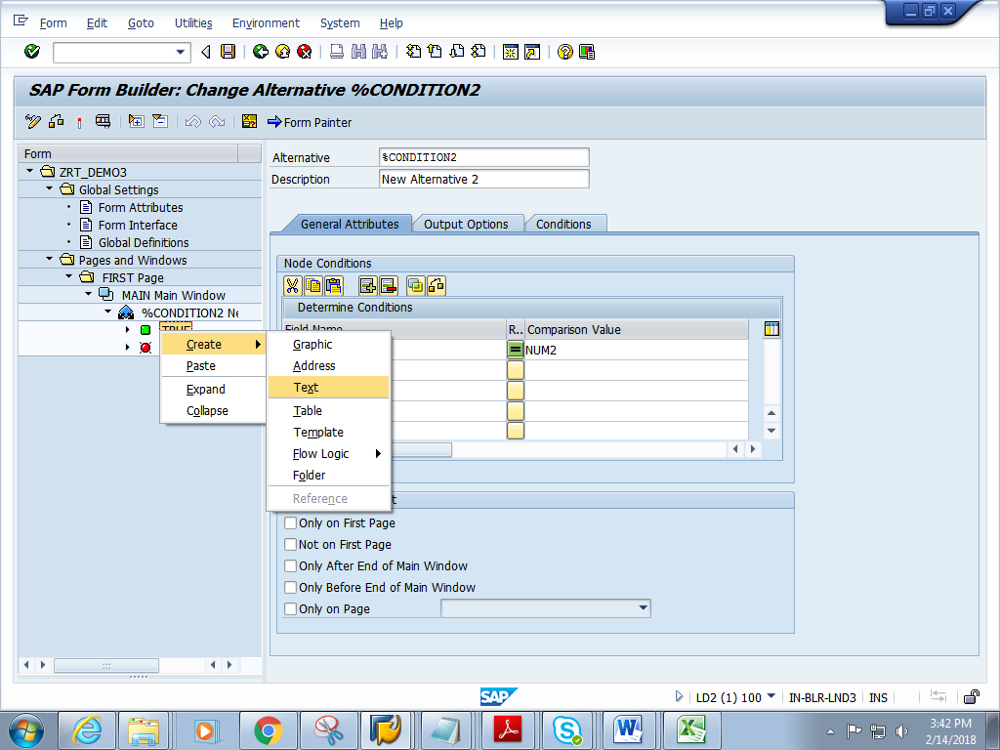 Form Edit Goto Utilities Environment System Help
SAP Form Builder: Change Alternative %CONDITION2
Form Painter
Form
ZRT_DEMO3
Global Settings
Form Attributes
Form Interface
Global Definitions
Pages and Windows
FIRST Page
MAIN Main Window
%CONDITION2 Ne
TRUE
Create
Paste
Expand
Collapse
Graphic
Address
Text
Table
Template
Flow Logic
Folder
Reference
Alternative %CONDITION2
Description New Alternative 2
General Attributes Output Options Conditions
Node Conditions
Determine Conditions
Field Name R.. Comparison Value
NUM2
Only on First Page
Not on First Page
Only After End of Main Window
Only Before End of Main Window
Only on Page
SAP LD2 (1) 100 IN-BLR-LND3 INS
3:42 PM
2/14/2018